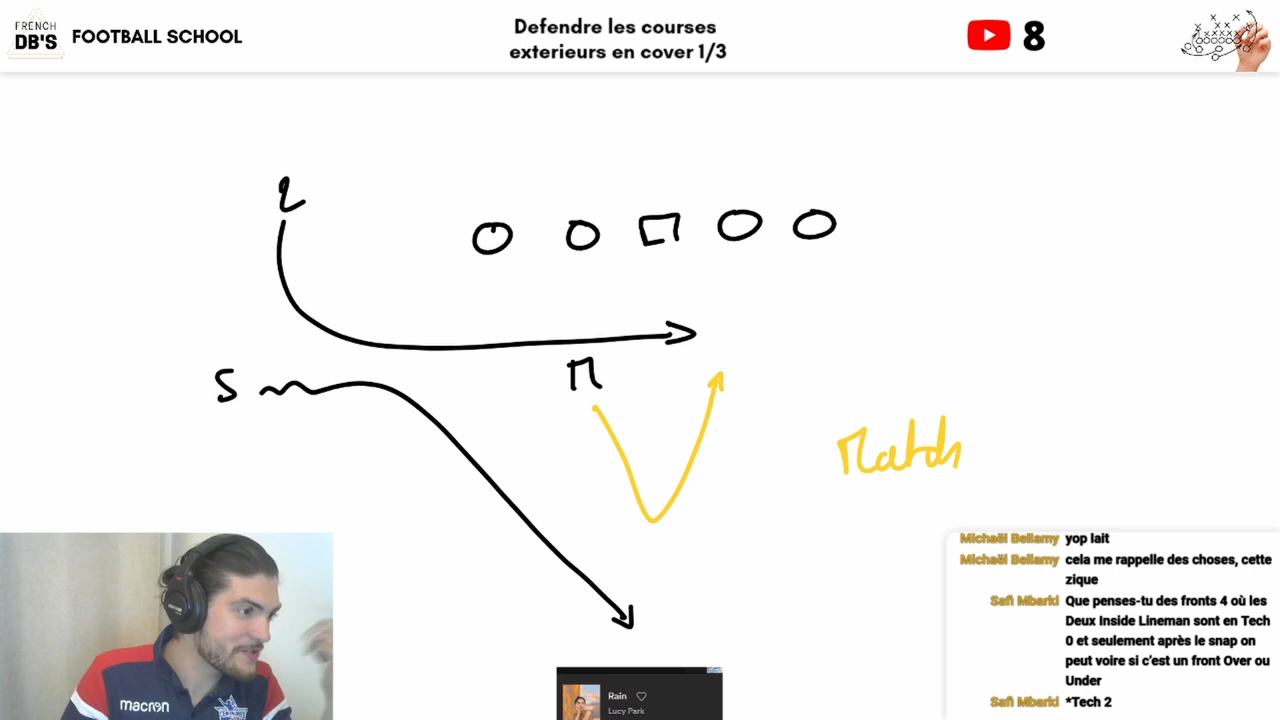 FRENCH
DB'S
FOOTBALL SCHOOL
Defendre les courses
exterieurs en cover 1/3
8
S
M
Match
Michaël Bellamy yop lait
Michaël Bellamy cela me rappelle des choses, cette
zique
Safi Mbarki Que penses-tu des fronts 4 où les
Deux Inside Lineman sont en Tech
0 et seulement après le snap on
peut voire si c'est un front Over ou
Under
Safi Mbarki *Tech 2
macron
Rain
Lucy Park